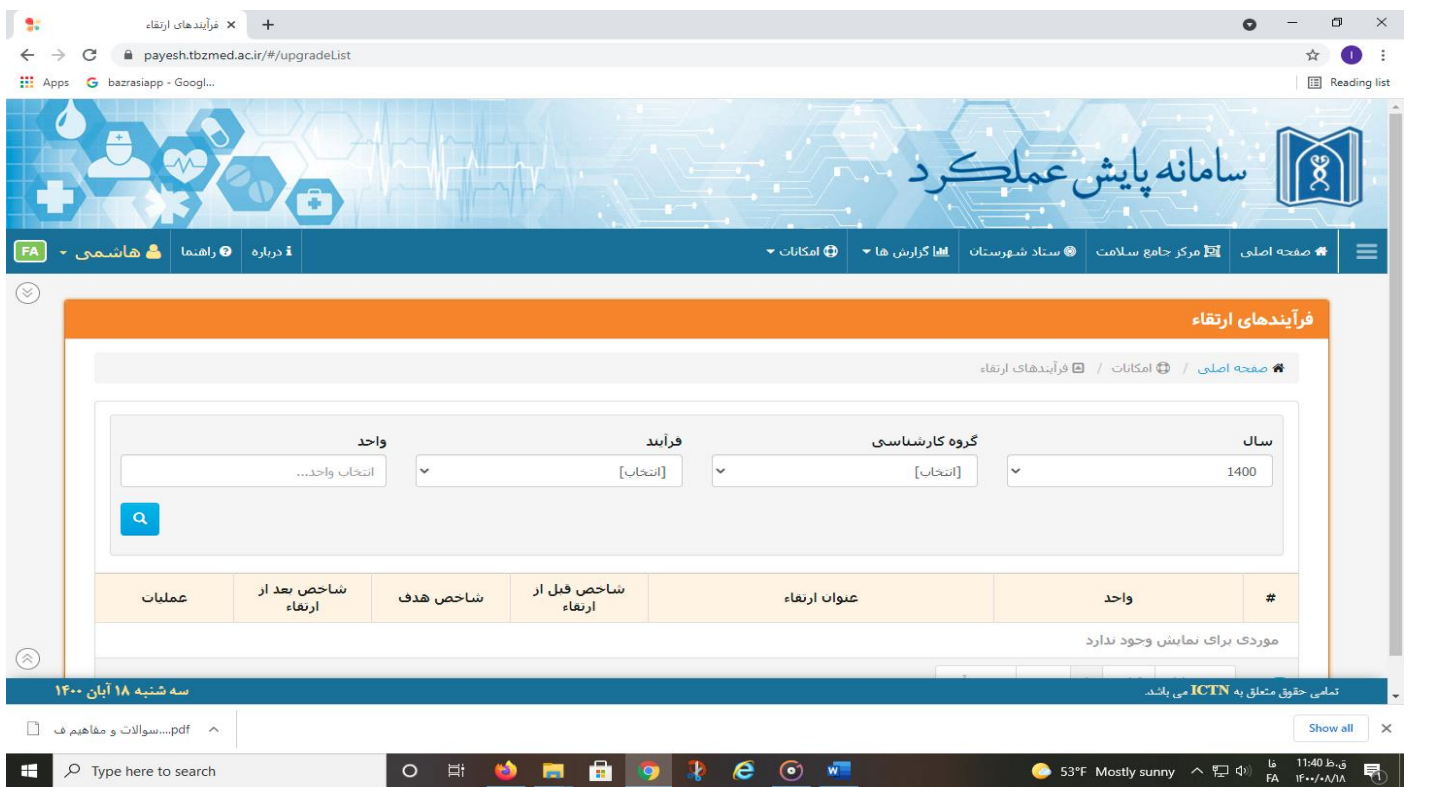 فرآیندهای ارتقاء
payesh.tbzmed.ac.ir/#/upgradeList
Apps
bazrasiapp - Googl...
Reading list
سامانه پایش عملکرد
صفحه اصلی
مرکز جامع سلامت
ستاد شهرستان
گزارش ها
امکانات
درباره
راهنما
هاشمی
FA
فرآیندهای ارتقاء
صفحه اصلی / امکانات / فرآیندهای ارتقاء
سال
گروه کارشناسی
فرآیند
واحد
1400
[انتخاب]
[انتخاب]
انتخاب واحد...
#
واحد
عنوان ارتقاء
شاخص قبل از ارتقاء
شاخص هدف
شاخص بعد از ارتقاء
عملیات
موردی برای نمایش وجود ندارد
تمامی حقوق متعلق به ICTN می باشد.
سه شنبه ۱۸ آبان ۱۴۰۰
سوالات و مفاهیم ف....pdf
Show all
Type here to search
53°F Mostly sunny
فا
FA
11:40 ق.ظ
۱۴۰۰/۰۸/۱۸